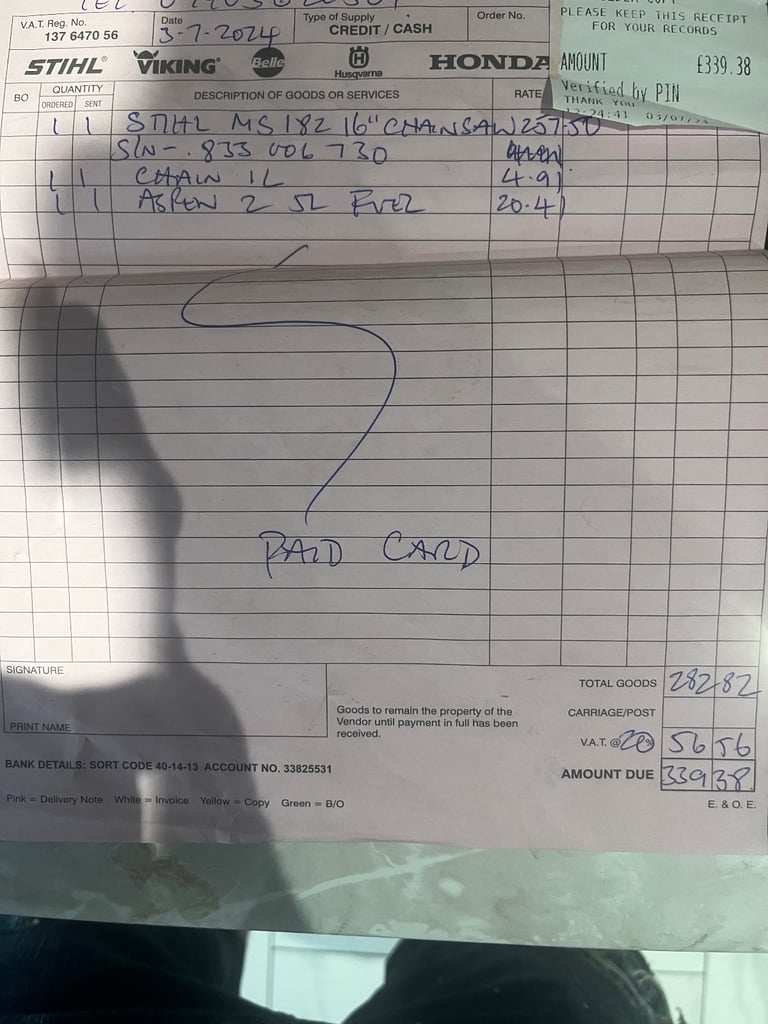 V.A.T. Reg. No.
137 6470 56
Date
3-7-2024
Type of Supply
CREDIT / CASH
Order No.
PLEASE KEEP THIS RECEIPT
FOR YOUR RECORDS
AMOUNT £339.38
Verified by PIN
THANK YOU
STIHL® VIKING® Belle Husqvarna HONDA
BO QUANTITY DESCRIPTION OF GOODS OR SERVICES RATE
ORDERED SENT
1 1 STIHL MS 182 16" CHAINSAW 257.50
S/N-. 833 006 730
1 1 CHAIN 1L 4.91
1 1 ASPEN 2 5L FUEL 20.41
PAID CARD
SIGNATURE
PRINT NAME
Goods to remain the property of the
Vendor until payment in full has been
received.
TOTAL GOODS 282 82
CARRIAGE/POST
V.A.T. @ 20% 56 56
AMOUNT DUE 339 38
BANK DETAILS: SORT CODE 40-14-13 ACCOUNT NO. 33825531
Pink = Delivery Note White = Invoice Yellow = Copy Green = B/O
E. & O. E.